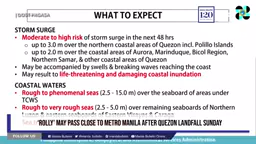 DOST-PAGASA
WHAT TO EXPECT
STORM SURGE
• Moderate to high risk of storm surge in the next 48 hrs
o up to 3.0 m over the northern coastal areas of Quezon incl. Polillo Islands
o up to 2.0 m over the coastal areas of Aurora, Marinduque, Bicol Region,
Northern Samar, & other coastal areas of Quezon
• May be accompanied by swells & breaking waves reaching the coast
• May result to life-threatening and damaging coastal inundation
COASTAL WATERS
• Rough to phenomenal seas (2.5 - 15.0 m) over the seaboard of areas under
TCWS
• Rough to very rough seas (2.5 - 5.0 m) over remaining seaboards of Northern
'ROLLY' MAY PASS CLOSE TO METRO MANILA AFTER QUEZON LANDFALL SUNDAY
FOLLOW US